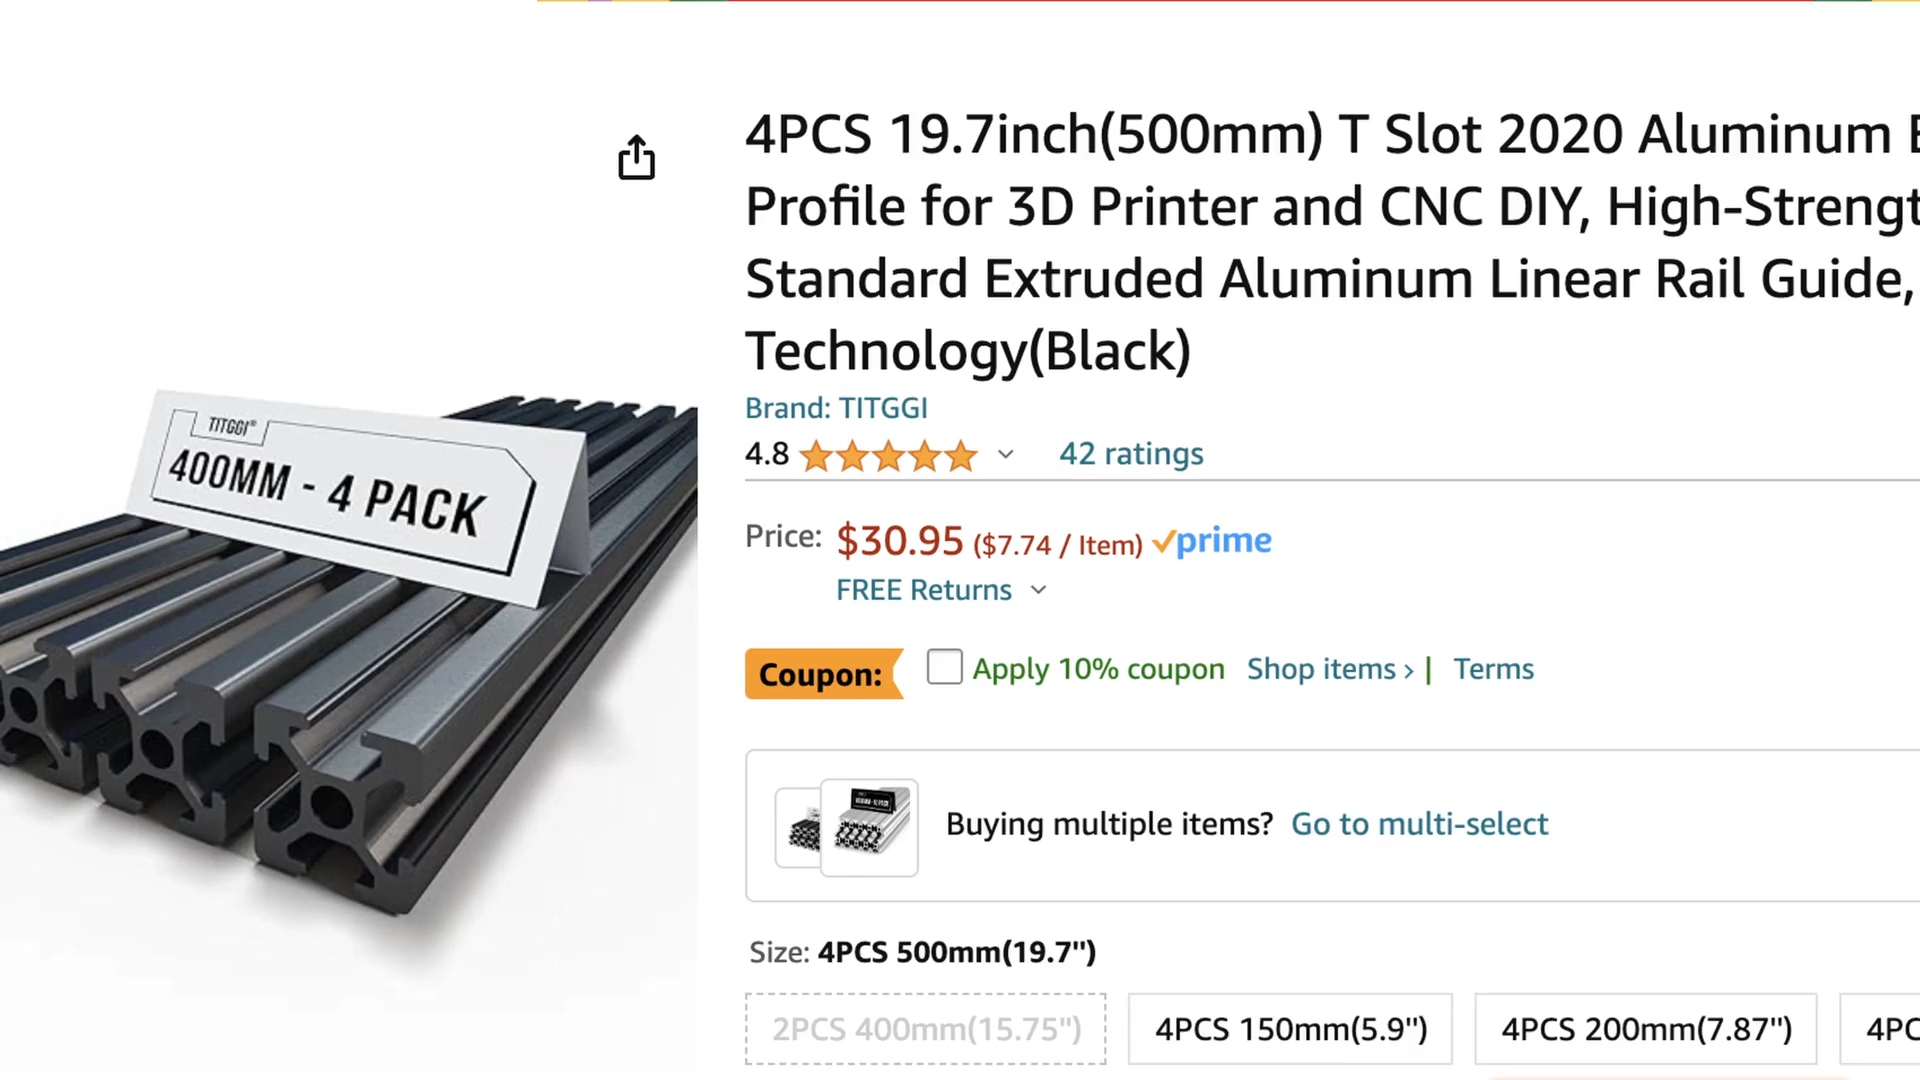 4PCS 19.7inch(500mm) T Slot 2020 Aluminum
Profile for 3D Printer and CNC DIY,
Standard Extruded Aluminum Linear Rail Guide,
Technology(Black)
Brand: TITGGI
4.8
42 ratings
TITGGI®
400MM - 4 PACK
Price: $30.95 ($7.74 / Item) prime
FREE Returns
Coupon: Apply 10% coupon Shop items › | Terms
Buying multiple items? Go to multi-select
Size: 4PCS 500mm(19.7")
2PCS 400mm(15.75") 4PCS 150mm(5.9") 4PCS 200mm(7.87")